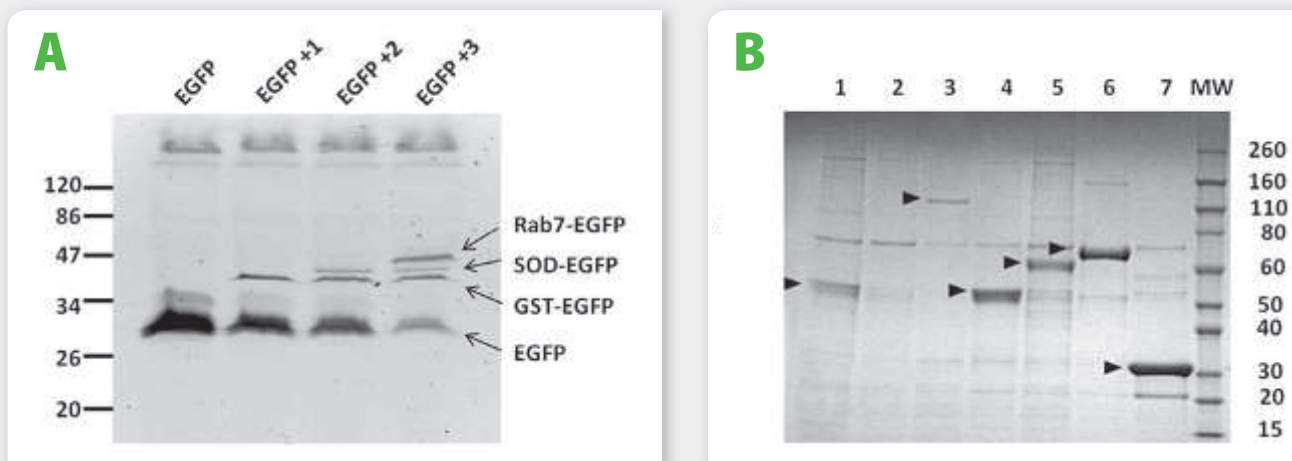 A
EGFP
EGFP +1
EGFP +2
EGFP +3
120
86
47
34
26
20
Rab7-EGFP
SOD-EGFP
GST-EGFP
EGFP
B
1 2 3 4 5 6 7 MW
260
160
110
80
60
50
40
30
20
15